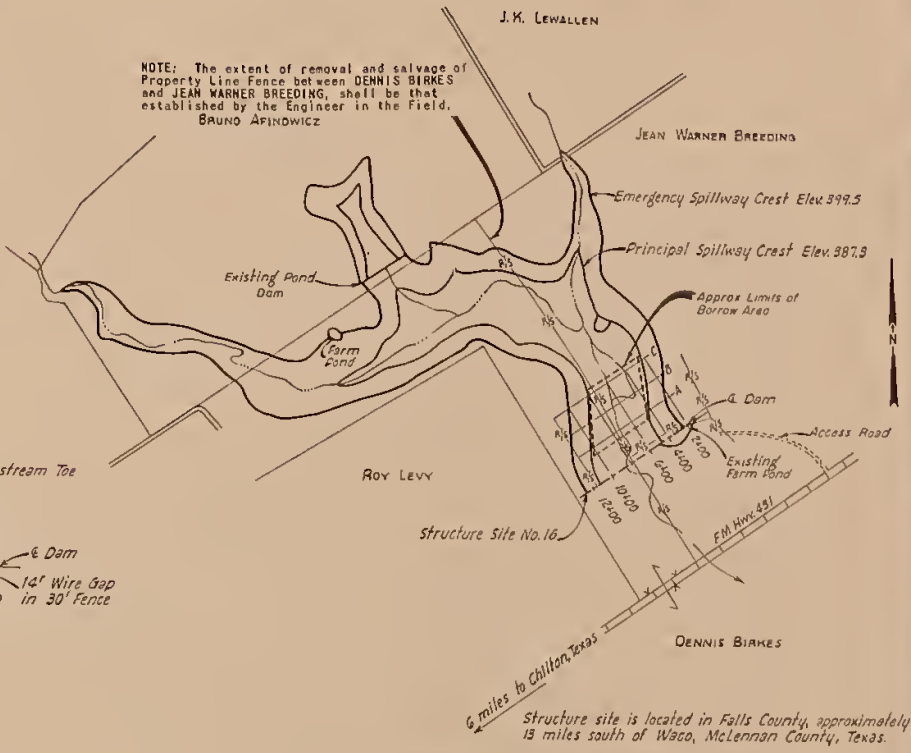 J.K. LEWALLEN
NOTE: The extent of removal and salvage of
Property Line Fence between DENNIS BIRKES
and JEAN WARNER BREEDING, shall be that
established by the Engineer in the Field.
BRUNO AFINOWICZ
JEAN WARNER BREEDING
Emergency Spillway Crest Elev. 399.5
Principal Spillway Crest Elev. 387.3
R/S
Existing Pond
Dam
Approx Limits of
Borrow Area
N
R/S
Farm
Pond
C
B
A
R/S
R/S
R/S
R/S
℄ Dam
Access Road
R/S
R/S
R/S
Existing
Farm Pond
stream Toe
ROY LEVY
R/S
2+00
4+00
6+00
10+00
12+00
R/S
FM Hwy. 431
Structure Site No. 16
℄ Dam
14' Wire Gap
in 30' Fence
DENNIS BIRKES
6 miles to Chilton, Texas
Structure site is located in Falls County, approximately
13 miles south of Waco, McLennan County, Texas.